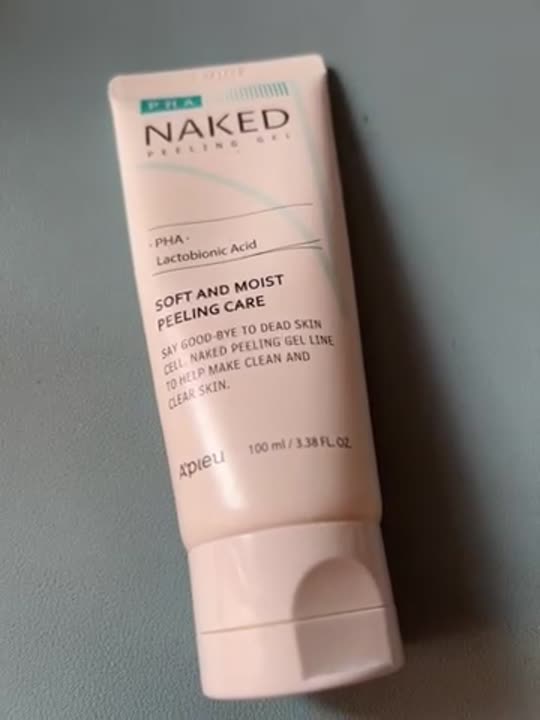 PHA
NAKED
PEELING GEL
· PHA ·
Lactobionic Acid
SOFT AND MOIST
PEELING CARE
SAY GOOD-BYE TO DEAD SKIN
CELL. NAKED PEELING GEL LINE
TO HELP MAKE CLEAN AND
CLEAR SKIN.
A'pieu
100 ml / 3.38 FL. OZ.